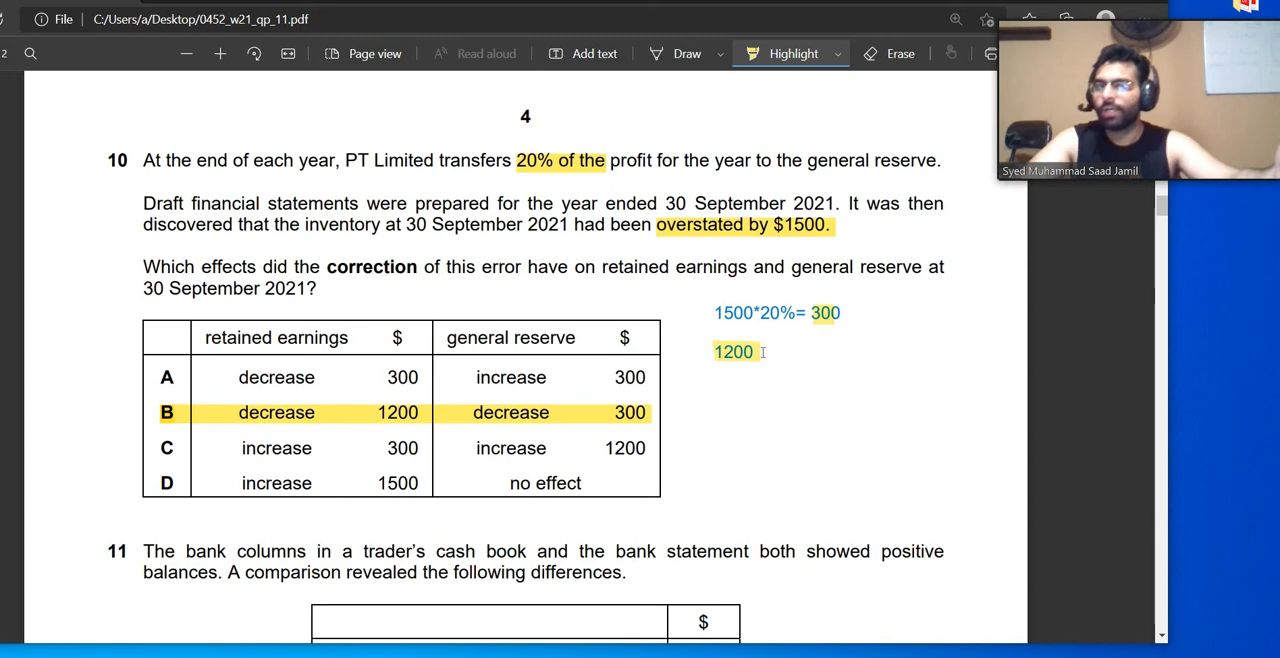 File C:/Users/a/Desktop/0452_w21_qp_11.pdf
2 Page view Read aloud Add text Draw Highlight Erase
Syed Muhammad Saad Jamil
4
10 At the end of each year, PT Limited transfers 20% of the profit for the year to the general reserve.
Draft financial statements were prepared for the year ended 30 September 2021. It was then
discovered that the inventory at 30 September 2021 had been overstated by $1500.
Which effects did the correction of this error have on retained earnings and general reserve at
30 September 2021?
1500*20%= 300
1200
retained earnings $ general reserve $
A decrease 300 increase 300
B decrease 1200 decrease 300
C increase 300 increase 1200
D increase 1500 no effect
11 The bank columns in a trader's cash book and the bank statement both showed positive
balances. A comparison revealed the following differences.
$